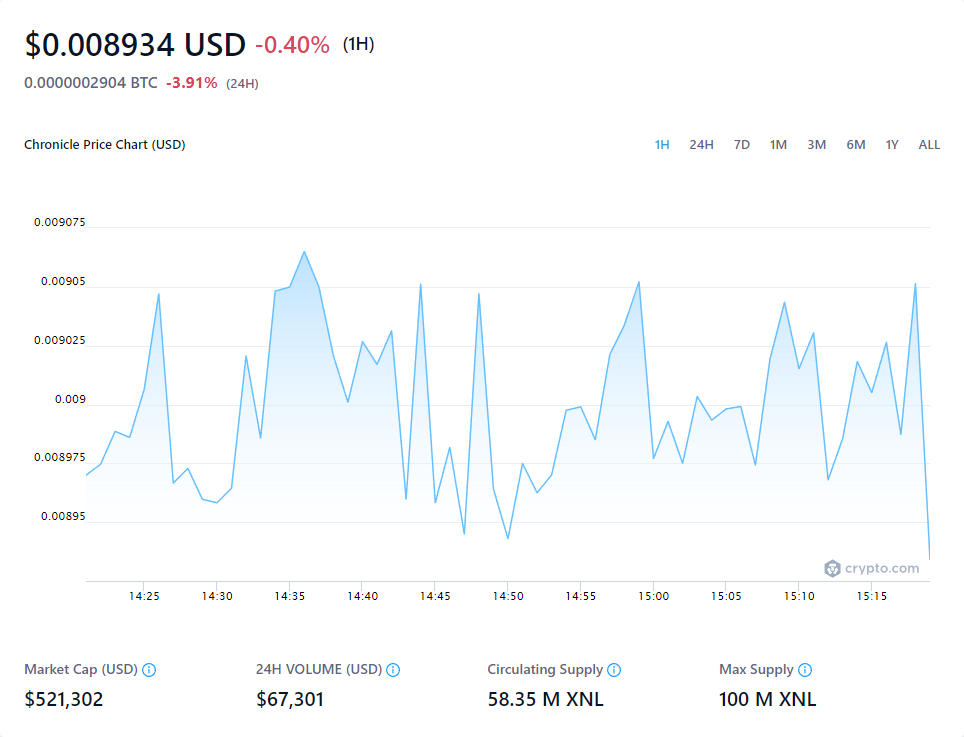 $0.008934 USD -0.40% (1H)
0.0000002904 BTC -3.91% (24H)
Chronicle Price Chart (USD) 1H 24H 7D 1M 3M 6M 1Y ALL
0.009075
0.00905
0.009025
0.009
0.008975
0.00895
crypto.com
14:25 14:30 14:35 14:40 14:45 14:50 14:55 15:00 15:05 15:10 15:15
Market Cap (USD) 24H VOLUME (USD) Circulating Supply Max Supply
$521,302 $67,301 58.35 M XNL 100 M XNL